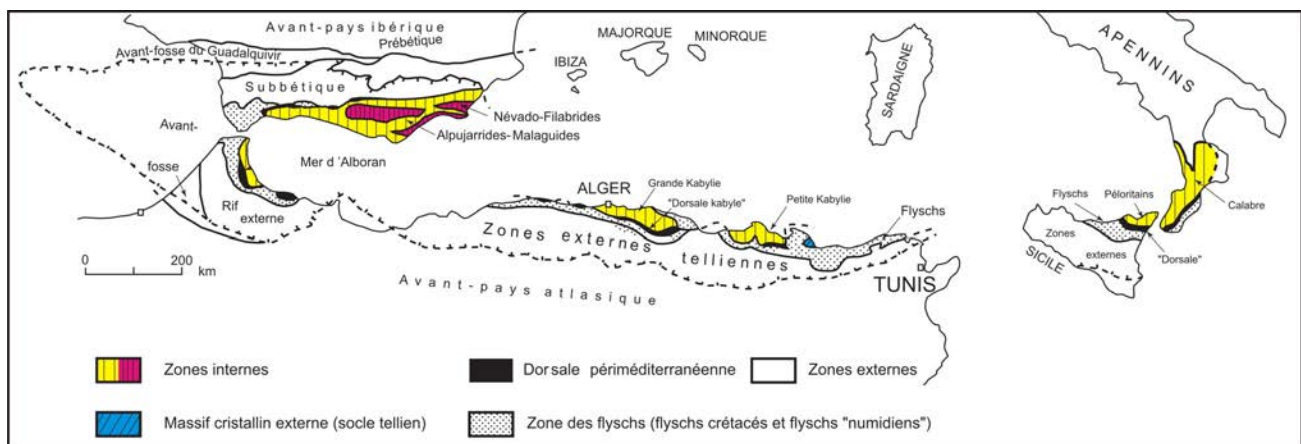 Avant-pays ibérique
Prébétique
Avant-fosse du Guadalquivir
Subbétique
Névado-Filabrides
Alpujarrides-Malaguides
Avant-
fosse
Mer d'Alboran
Rif
externe
IBIZA
MAJORQUE
MINORQUE
SARDAIGNE
APENNINS
ALGER
Grande Kabylie
"Dorsale kabyle"
Petite Kabylie
Flyschs
Zones externes
telliennes
TUNIS
Avant-pays atlasique
Flyschs
Péloritains
Calabre
Zones
externes
"Dorsale"
SICILE
0 200
km
Zones internes
Dorsale périméditerranéenne
Zones externes
Massif cristallin externe (socle tellien)
Zone des flyschs (flyschs crétacés et flyschs "numidiens")